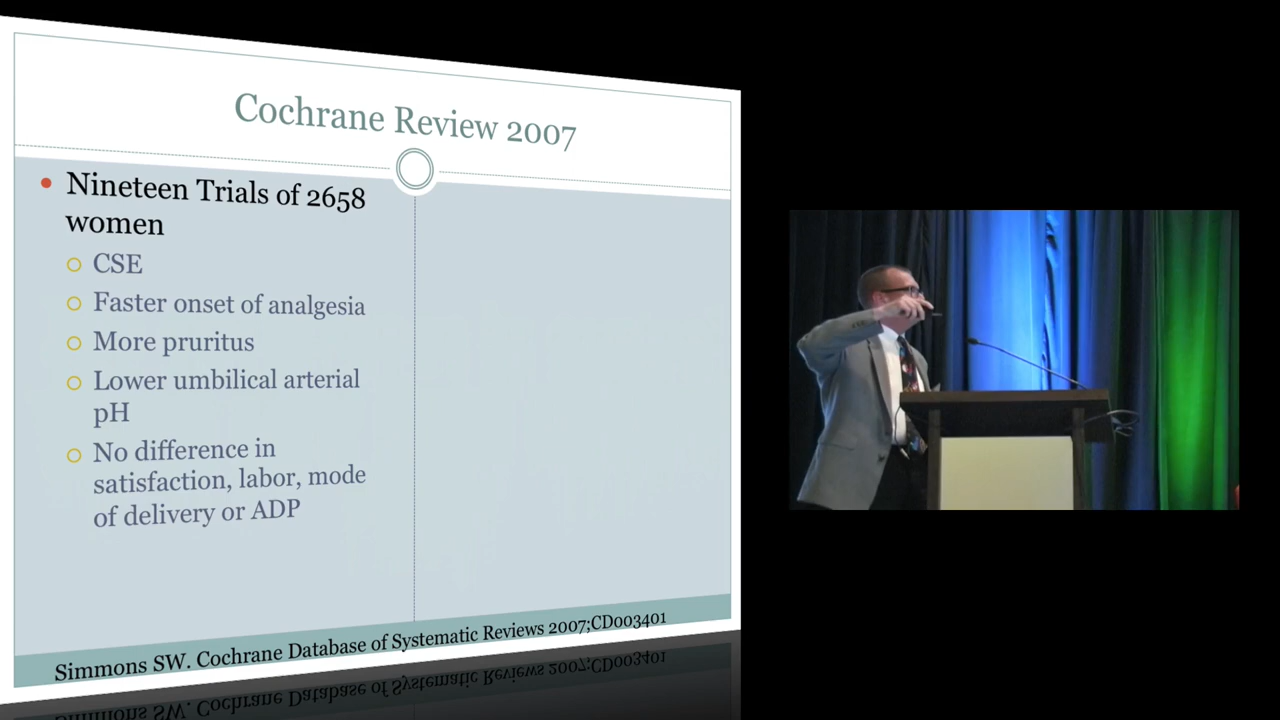 Cochrane Review 2007
Nineteen Trials of 2658
women
CSE
Faster onset of analgesia
More pruritus
Lower umbilical arterial
pH
No difference in
satisfaction, labor, mode
of delivery or ADP
Simmons SW. Cochrane Database of Systematic Reviews 2007;CD003401